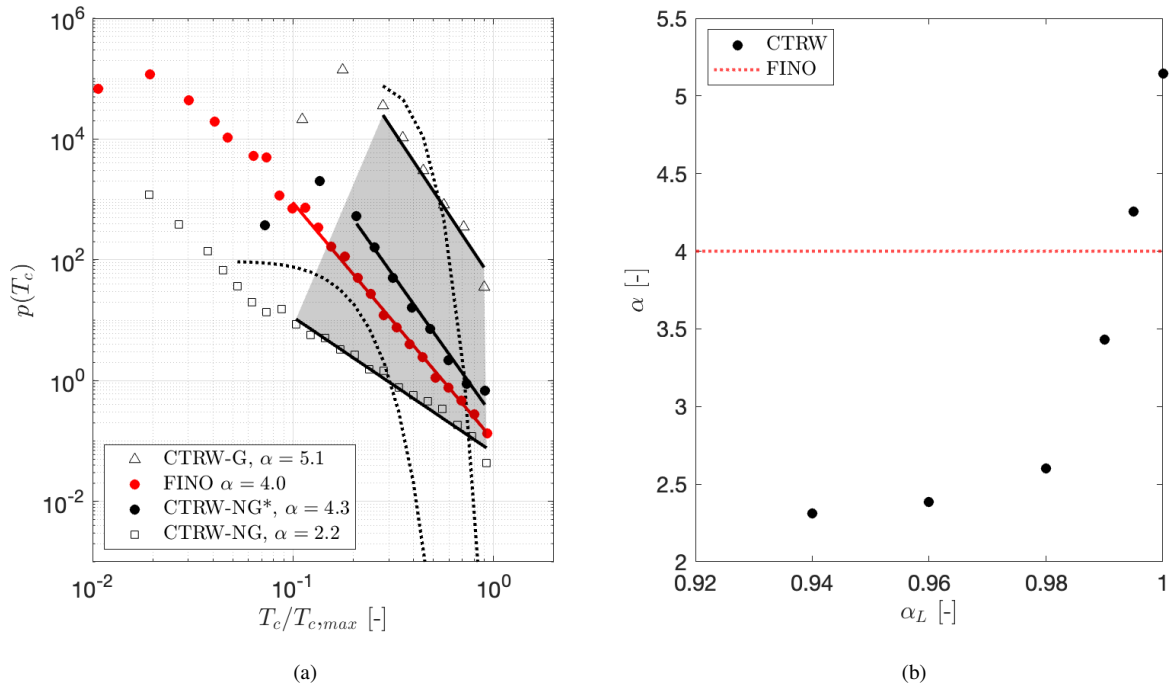 10^6
10^4
10^2
10^0
10^-2
p(T_c)
CTRW-G, α = 5.1
FINO α = 4.0
CTRW-NG*, α = 4.3
CTRW-NG, α = 2.2
10^-2
10^-1
10^0
T_c/T_c,max [-]
(a)
5.5
5
4.5
4
3.5
3
2.5
2
α [-]
CTRW
FINO
0.92
0.94
0.96
0.98
1
α_L [-]
(b)